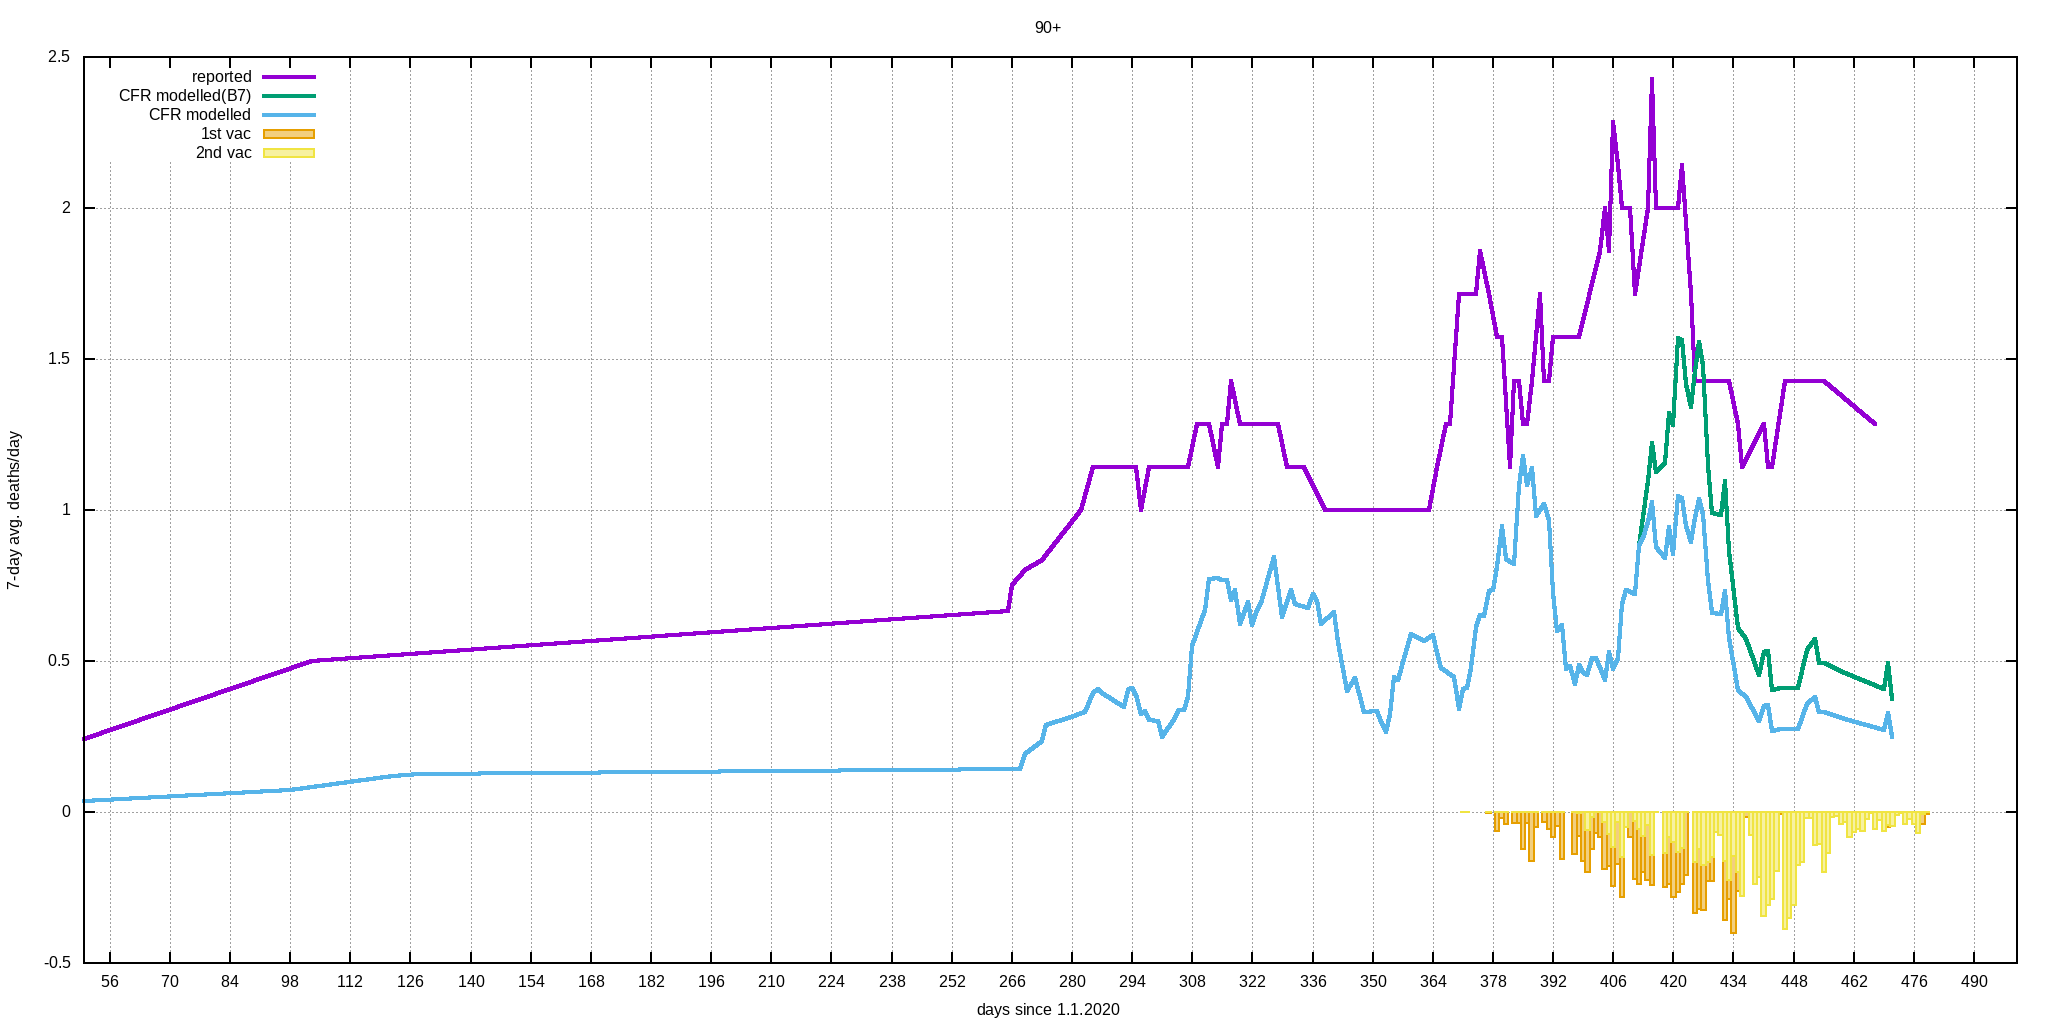 90+
2.5
2
1.5
1
0.5
0
-0.5
7-day avg. deaths/day
reported
CFR modelled(B7)
CFR modelled
1st vac
2nd vac
56 70 84 98 112 126 140 154 168 182 196 210 224 238 252 266 280 294 308 322 336 350 364 378 392 406 420 434 448 462 476 490
days since 1.1.2020